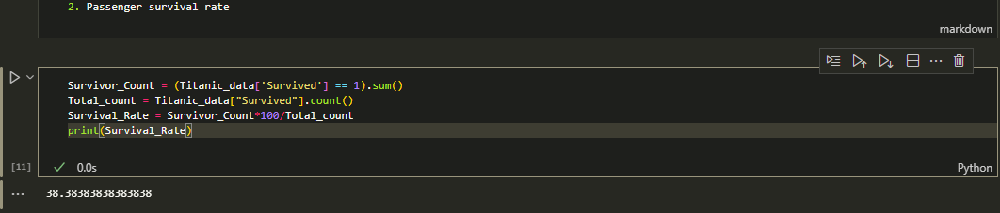 2. Passenger survival rate
markdown
Survivor_Count = (Titanic_data['Survived'] == 1).sum()
Total_count = Titanic_data["Survived"].count()
Survival_Rate = Survivor_Count*100/Total_count
print(Survival_Rate)
[11]
0.0s
Python
38.38383838383838